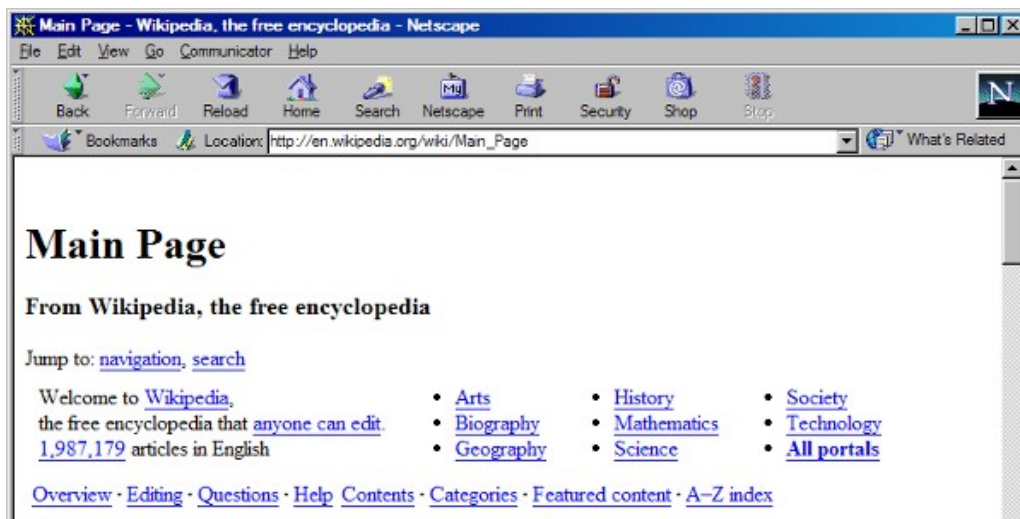 Main Page - Wikipedia, the free encyclopedia - Netscape
File Edit View Go Communicator Help
Back Forward Reload Home Search Netscape Print Security Shop Stop
My
N
Bookmarks Location: http://en.wikipedia.org/wiki/Main_Page What's Related
Main Page
From Wikipedia, the free encyclopedia
Jump to: navigation, search
Welcome to Wikipedia,
the free encyclopedia that anyone can edit.
1,987,179 articles in English
• Arts
• Biography
• Geography
• History
• Mathematics
• Science
• Society
• Technology
• All portals
Overview · Editing · Questions · Help Contents · Categories · Featured content · A–Z index